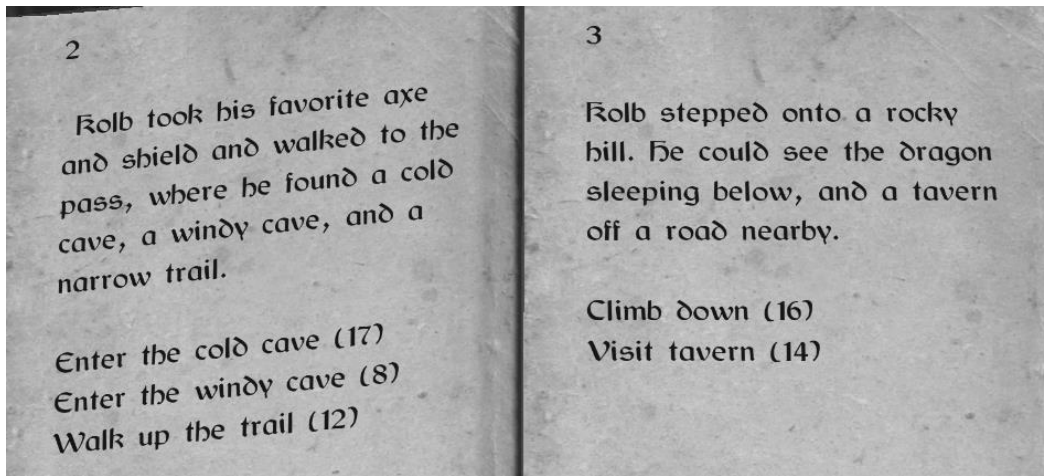 2
Kolb took his favorite axe
and shield and walked to the
pass, where he found a cold
cave, a windy cave, and a
narrow trail.
Enter the cold cave (17)
Enter the windy cave (8)
Walk up the trail (12)
3
Kolb stepped onto a rocky
hill. He could see the dragon
sleeping below, and a tavern
off a road nearby.
Climb down (16)
Visit tavern (14)